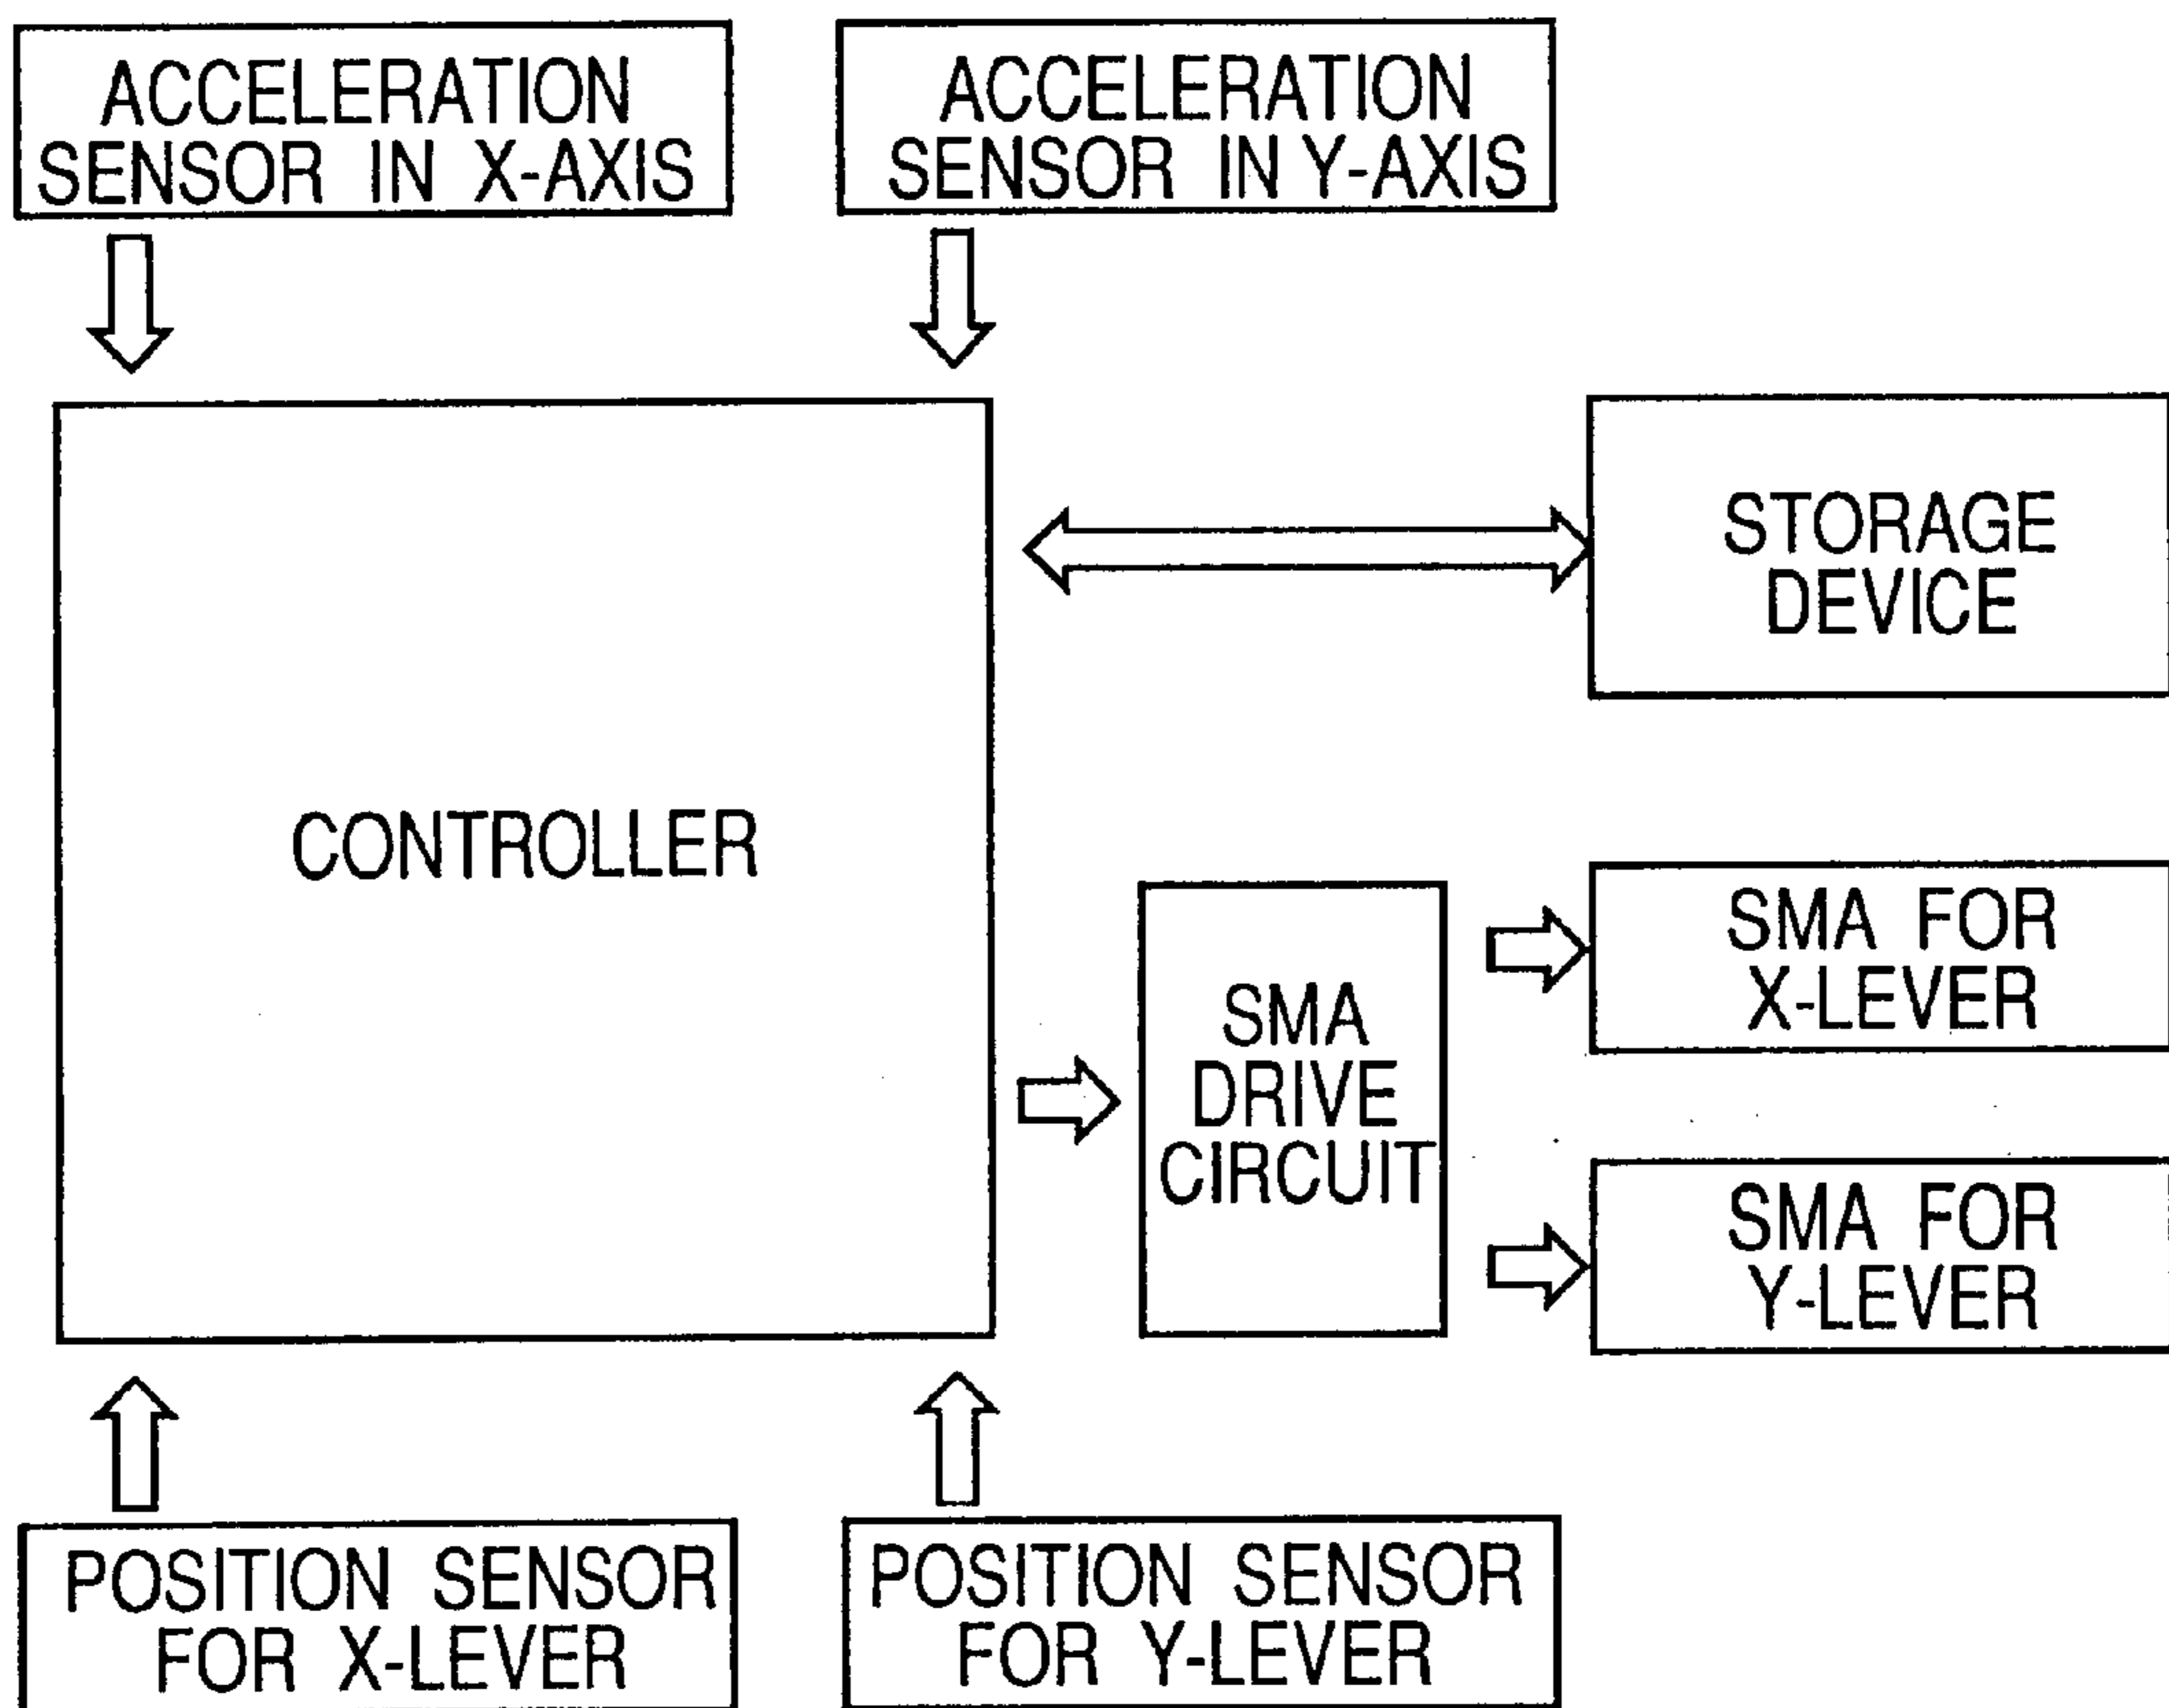 ACCELERATION
SENSOR IN X-AXIS
ACCELERATION
SENSOR IN Y-AXIS
STORAGE
DEVICE
CONTROLLER
SMA FOR
X-LEVER
SMA
DRIVE
CIRCUIT
SMA FOR
Y-LEVER
POSITION SENSOR
FOR X-LEVER
POSITION SENSOR
FOR Y-LEVER